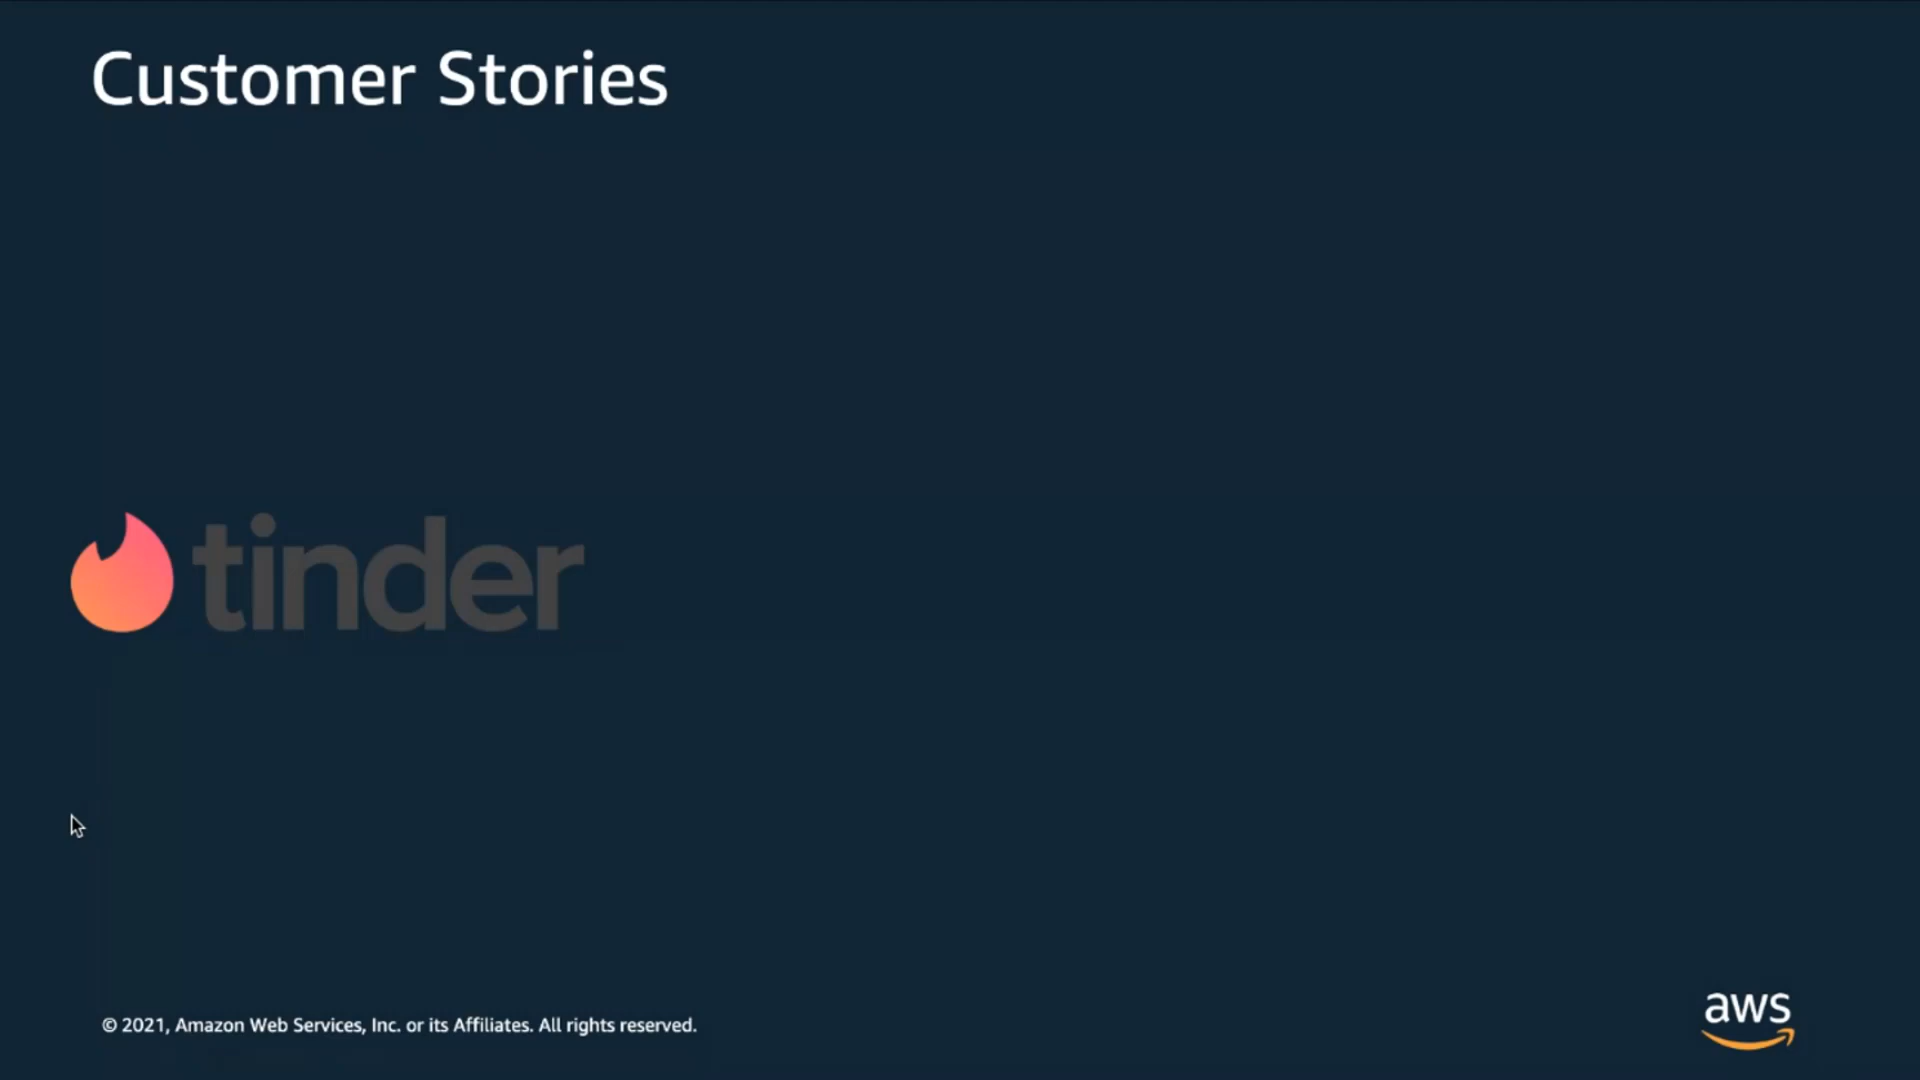 Customer Stories
tinder
© 2021, Amazon Web Services, Inc. or its Affiliates. All rights reserved.
aws